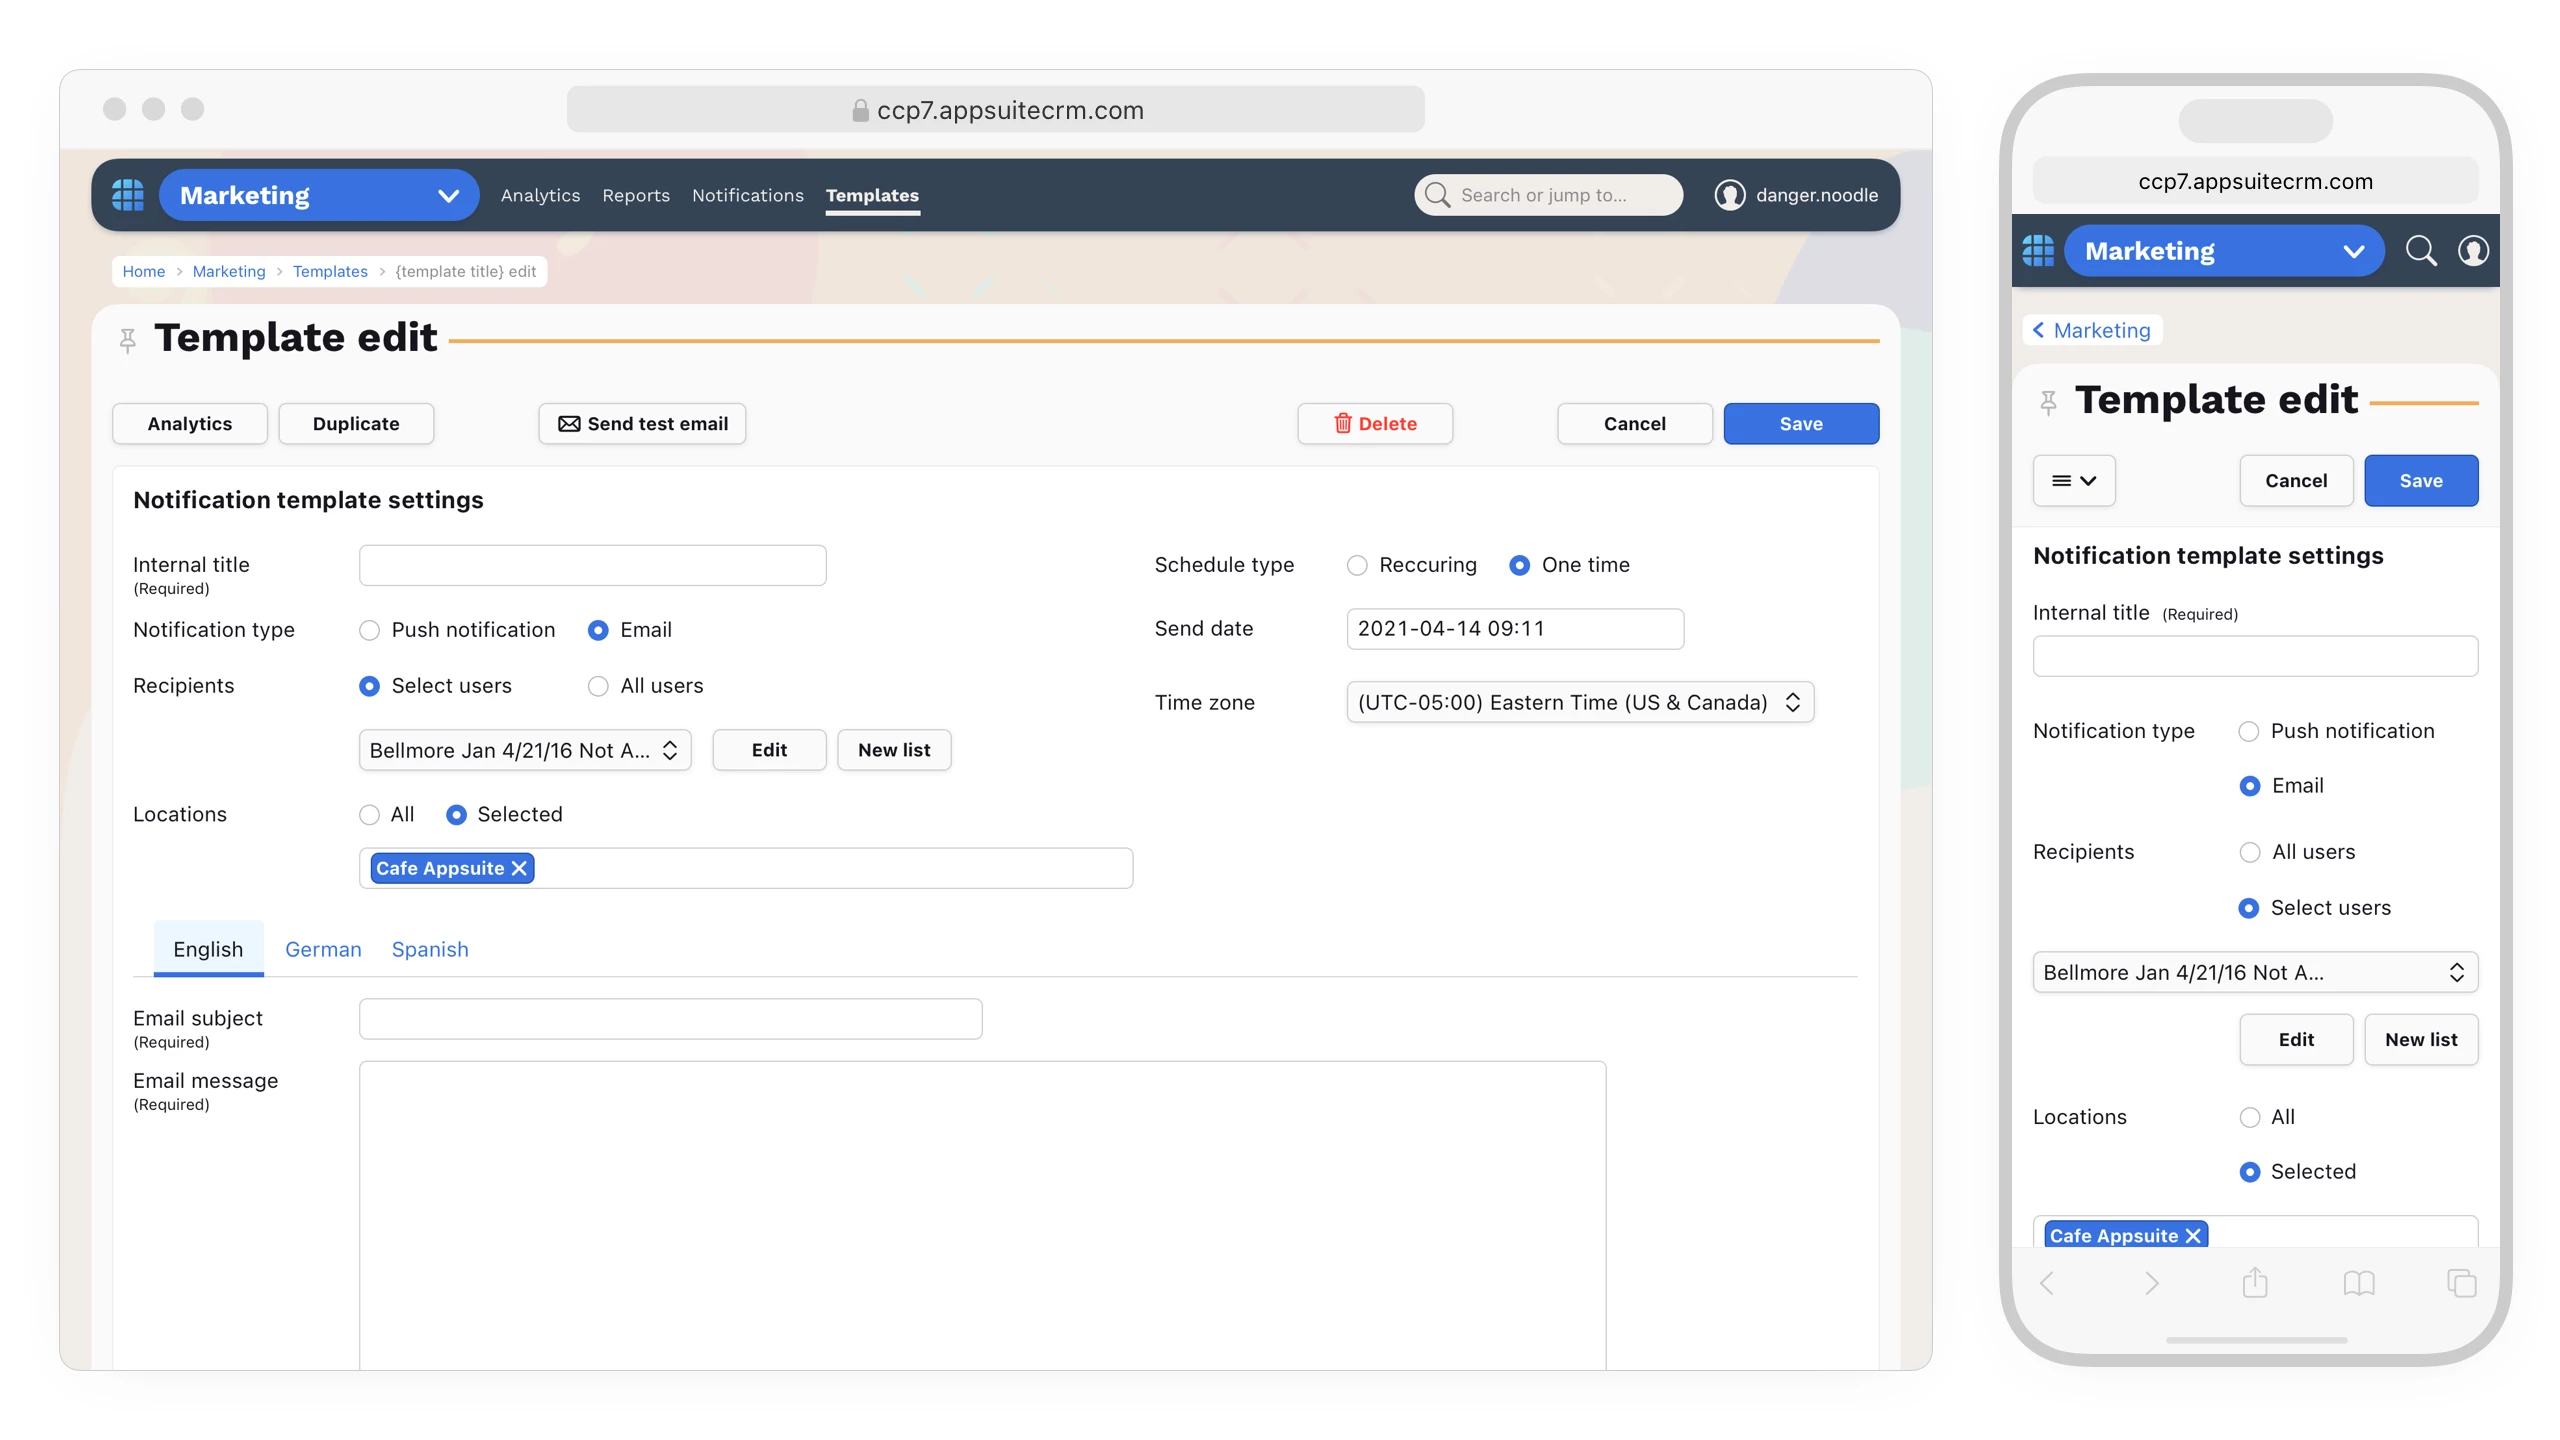 ccp7.appsuitecrm.com
Marketing Analytics Reports Notifications Templates Search or jump to... danger.noodle
Home > Marketing > Templates > {template title} edit
Template edit
Analytics Duplicate Send test email Delete Cancel Save
Notification template settings
Internal title
(Required)
Notification type Push notification Email
Recipients Select users All users
Bellmore Jan 4/21/16 Not A... Edit New list
Locations All Selected
Cafe Appsuite
Schedule type Reccuring One time
Send date 2021-04-14 09:11
Time zone (UTC-05:00) Eastern Time (US & Canada)
English German Spanish
Email subject
(Required)
Email message
(Required)
ccp7.appsuitecrm.com
Marketing
Marketing
Template edit
Cancel Save
Notification template settings
Internal title (Required)
Notification type Push notification
Email
Recipients All users
Select users
Bellmore Jan 4/21/16 Not A...
Edit New list
Locations All
Selected
Cafe Appsuite